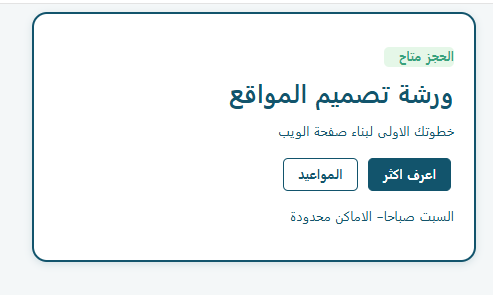 الحجز متاح
ورشة تصميم المواقع
خطوتك الاولى لبناء صفحة الويب
اعرف اكثر
المواعيد
السبت صباحا- الاماكن محدودة